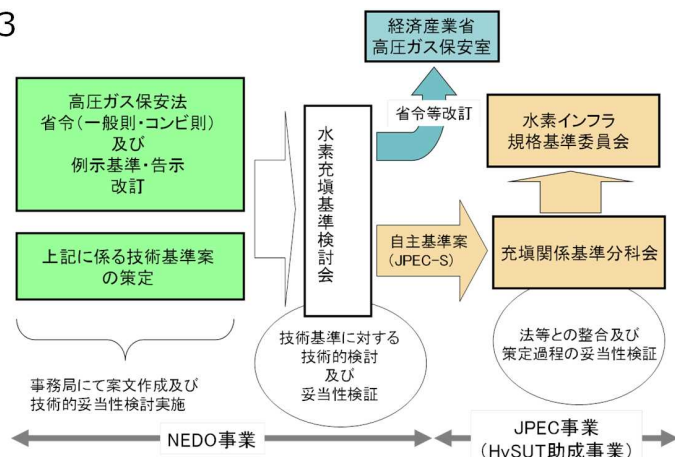 3
経済産業省
高圧ガス保安室
高圧ガス保安法
省令（一般則・コンビ則）
及び
例示基準・告示
改訂
上記に係る技術基準案
の策定
事務局にて案文作成及び
技術的妥当性検討実施
水素充填基準検討会
技術基準に対する
技術的検討
及び
妥当性検証
省令等改訂
自主基準案
（JPEC-S）
水素インフラ
規格基準委員会
充填関係基準分科会
法等との整合及び
策定過程の妥当性検証
NEDO事業
JPEC事業
（HySUT助成事業）